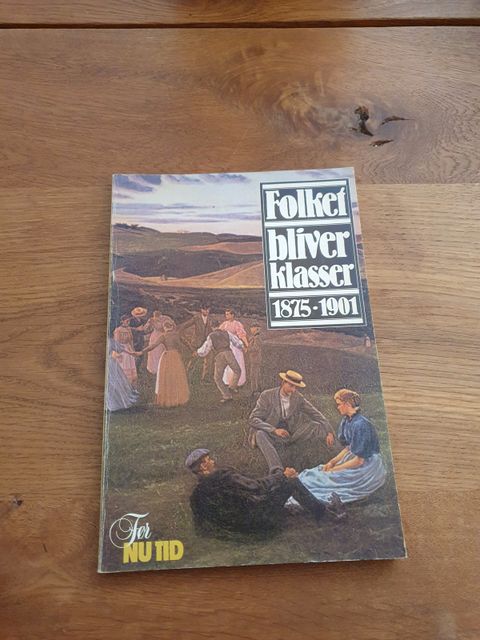 Folket
bliver
klasser
1875-1901
Før
NU TID